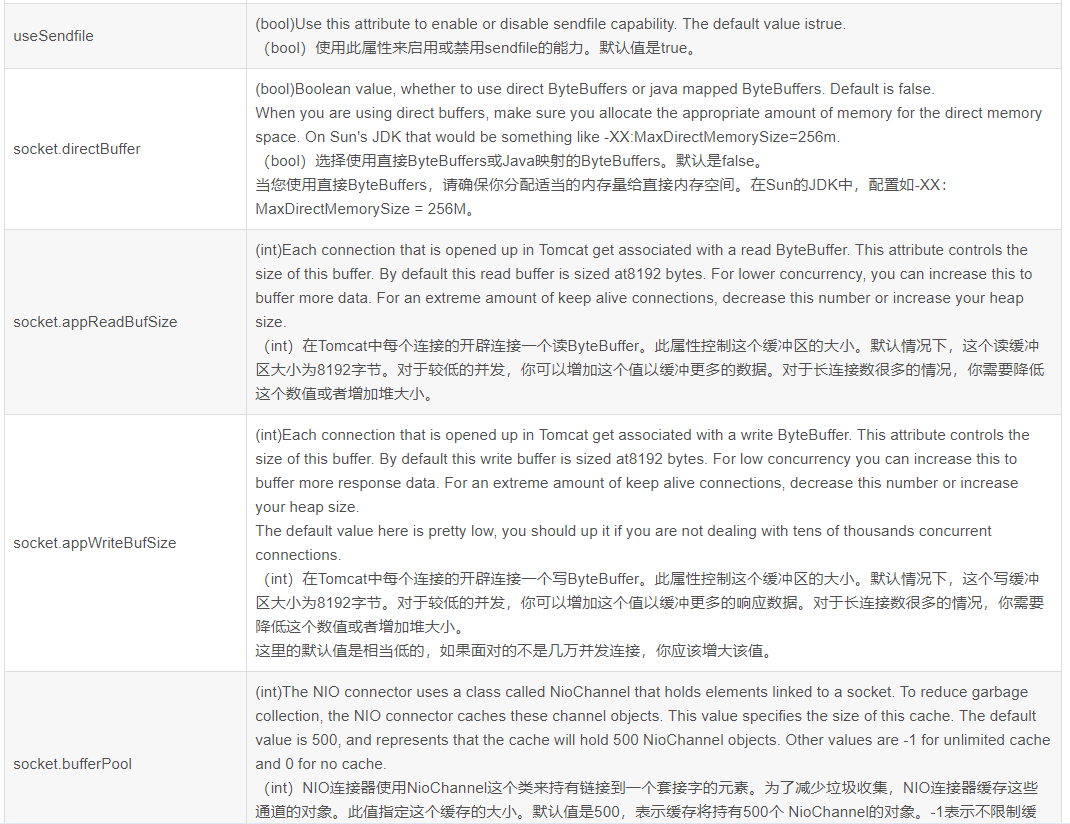 useSendfile
(bool)Use this attribute to enable or disable sendfile capability. The default value istrue.
（bool）使用此属性来启用或禁用sendfile的能力。默认值是true。
socket.directBuffer
(bool)Boolean value, whether to use direct ByteBuffers or java mapped ByteBuffers. Default is false.
When you are using direct buffers, make sure you allocate the appropriate amount of memory for the direct memory
space. On Sun's JDK that would be something like -XX:MaxDirectMemorySize=256m.
（bool）选择使用直接ByteBuffers或Java映射的ByteBuffers。默认是false。
当您使用直接ByteBuffers，请确保你分配适当的内存量给直接内存空间。在Sun的JDK中，配置如-XX：
MaxDirectMemorySize = 256M。
socket.appReadBufSize
(int)Each connection that is opened up in Tomcat get associated with a read ByteBuffer. This attribute controls the
size of this buffer. By default this read buffer is sized at8192 bytes. For lower concurrency, you can increase this to
buffer more data. For an extreme amount of keep alive connections, decrease this number or increase your heap
size.
（int）在Tomcat中每个连接的开辟连接一个读ByteBuffer。此属性控制这个缓冲区的大小。默认情况下，这个读缓冲
区大小为8192字节。对于较低的并发，你可以增加这个值以缓冲更多的数据。对于长连接数很多的情况，你需要降低
这个数值或者增加堆大小。
socket.appWriteBufSize
(int)Each connection that is opened up in Tomcat get associated with a write ByteBuffer. This attribute controls the
size of this buffer. By default this write buffer is sized at8192 bytes. For low concurrency you can increase this to
buffer more response data. For an extreme amount of keep alive connections, decrease this number or increase
your heap size.
The default value here is pretty low, you should up it if you are not dealing with tens of thousands concurrent
connections.
（int）在Tomcat中每个连接的开辟连接一个写ByteBuffer。此属性控制这个缓冲区的大小。默认情况下，这个写缓冲
区大小为8192字节。对于较低的并发，你可以增加这个值以缓冲更多的响应数据。对于长连接数很多的情况，你需要
降低这个数值或者增加堆大小。
这里的默认值是相当低的，如果面对的不是几万并发连接，你应该增大该值。
socket.bufferPool
(int)The NIO connector uses a class called NioChannel that holds elements linked to a socket. To reduce garbage
collection, the NIO connector caches these channel objects. This value specifies the size of this cache. The default
value is 500, and represents that the cache will hold 500 NioChannel objects. Other values are -1 for unlimited cache
and 0 for no cache.
（int）NIO连接器使用NioChannel这个类来持有链接到一个套接字的元素。为了减少垃圾收集，NIO连接器缓存这些
通道的对象。此值指定这个缓存的大小。默认值是500，表示缓存将持有500个 NioChannel的对象。-1表示不限制缓